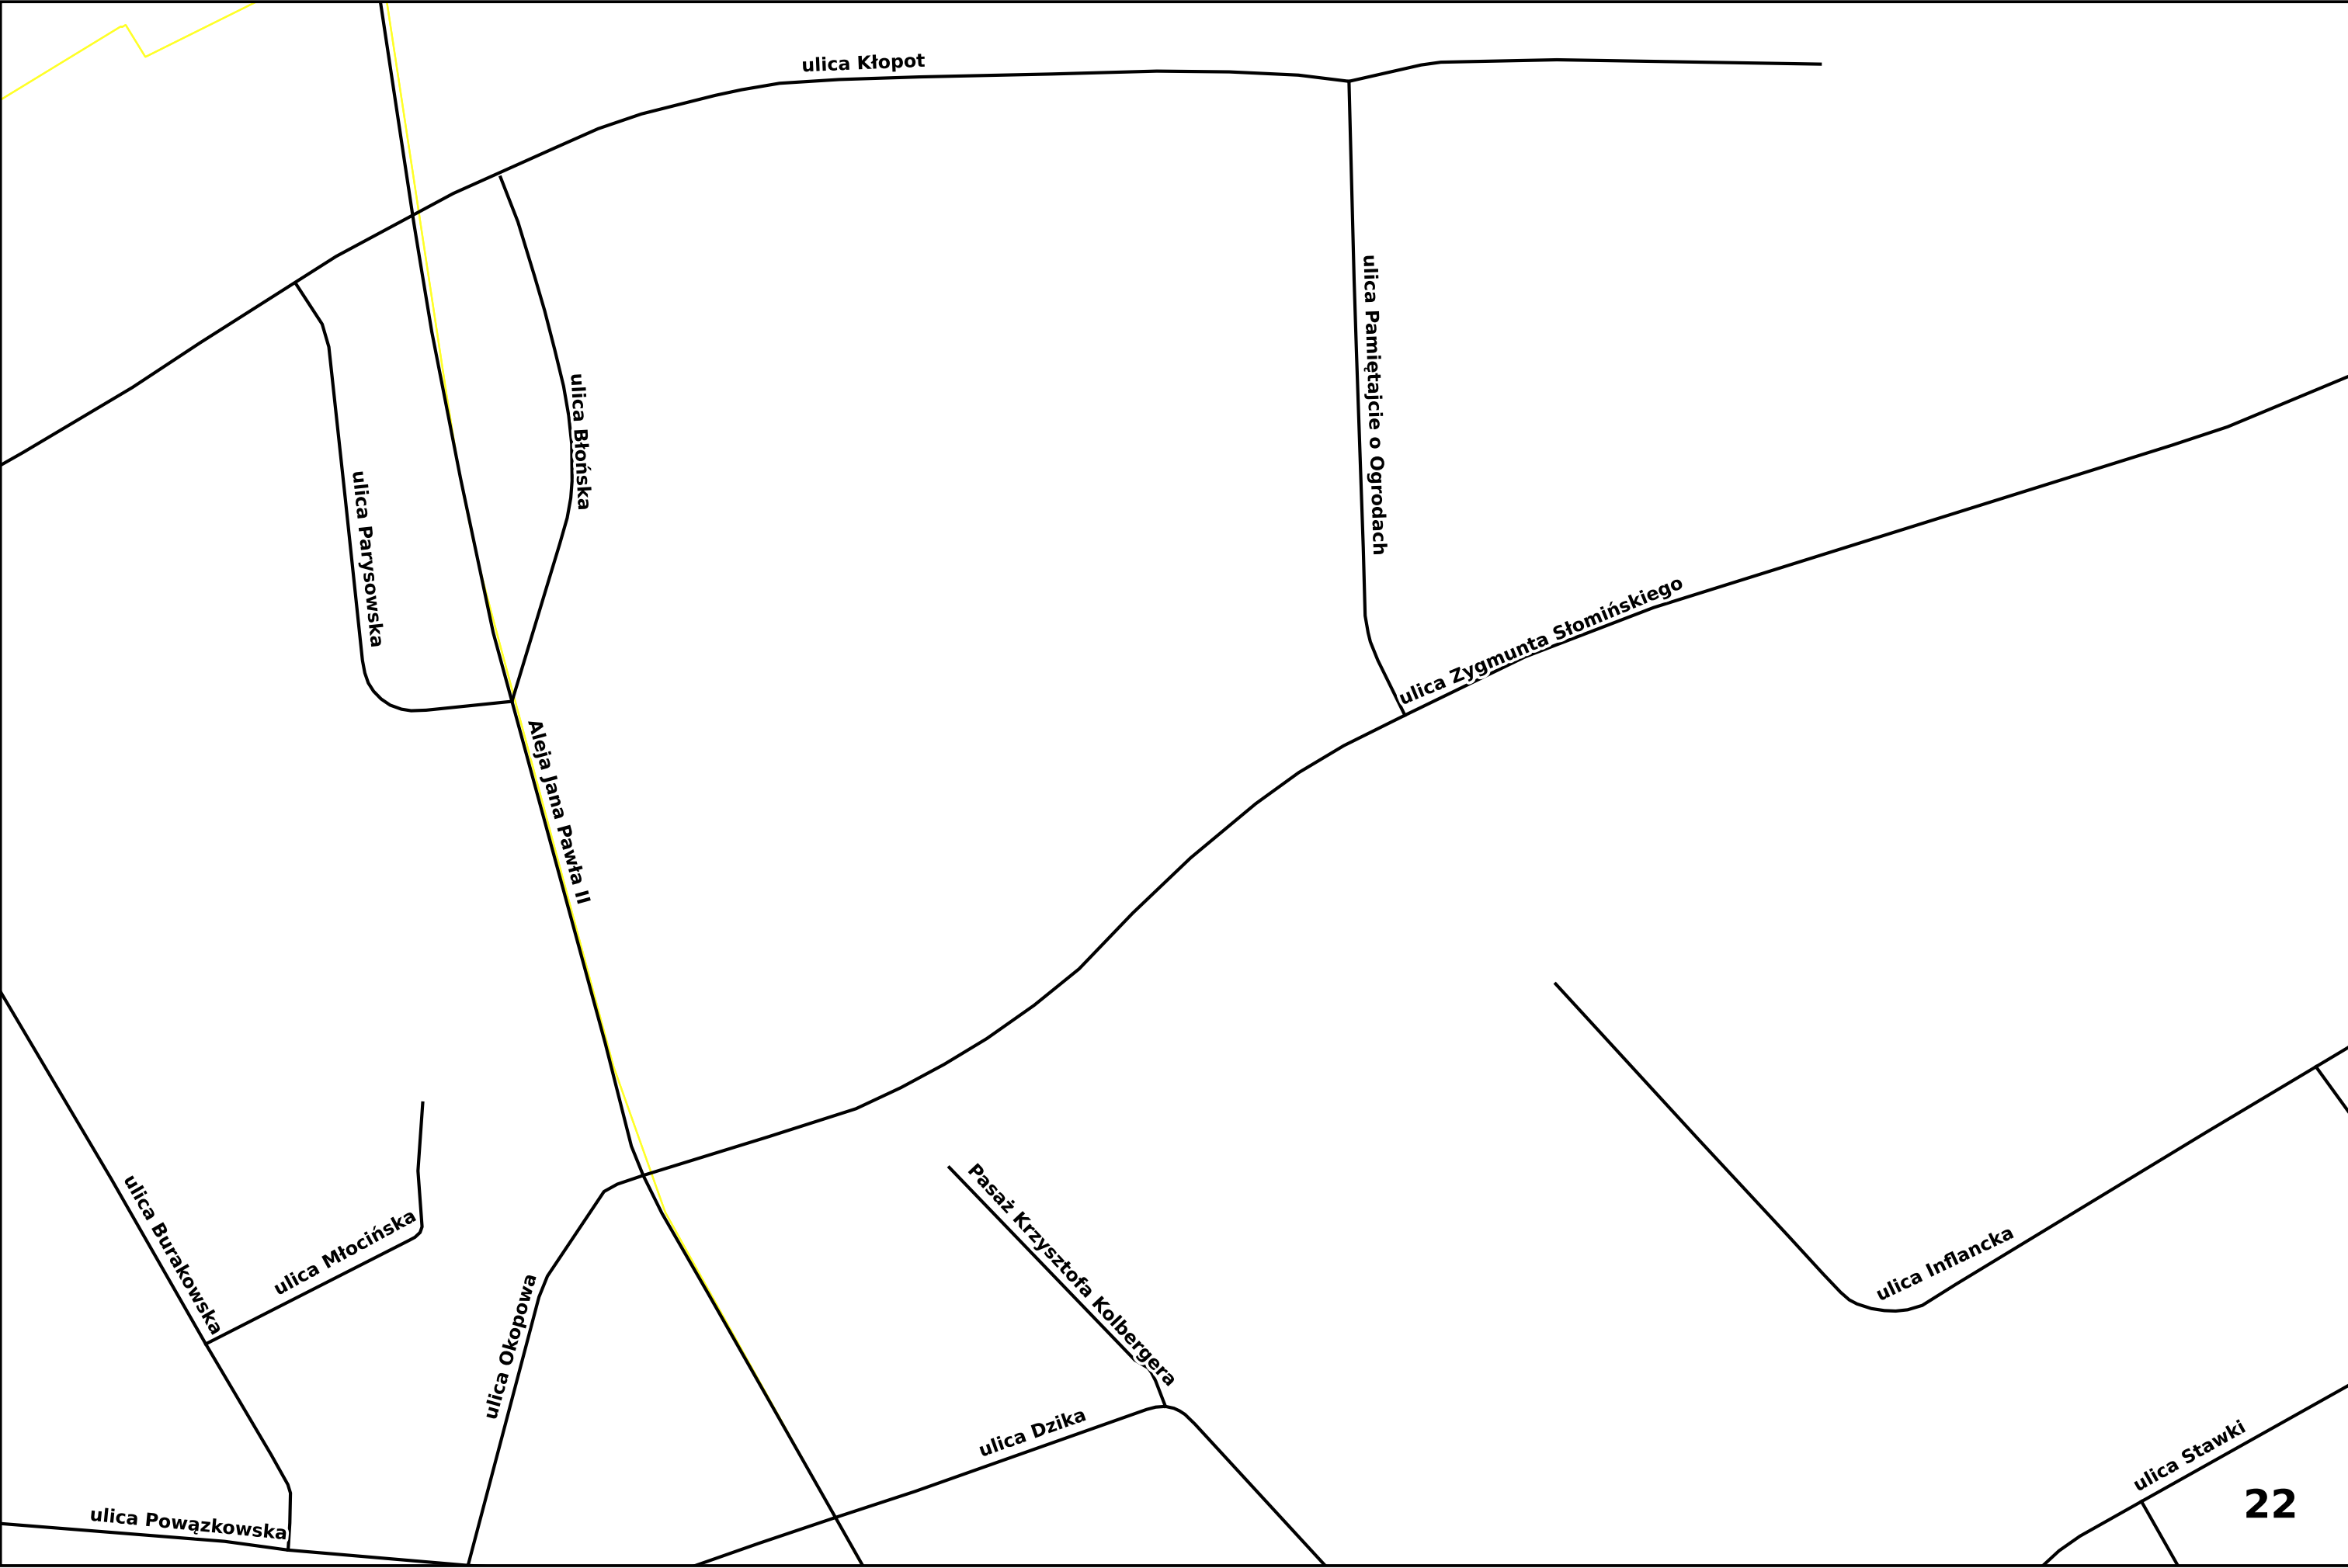 ulica Kłopot
ulica Pamiętajcie o Ogrodach
ulica Błońska
ulica Parysowska
ulica Zygmunta Słomińskiego
Aleja Jana Pawła II
Pasaż Krzysztofa Kolbergera
ulica Burakowska
ulica Młocińska
ulica Inflancka
ulica Okopowa
ulica Dzika
ulica Stawki
22
ulica Powązkowska